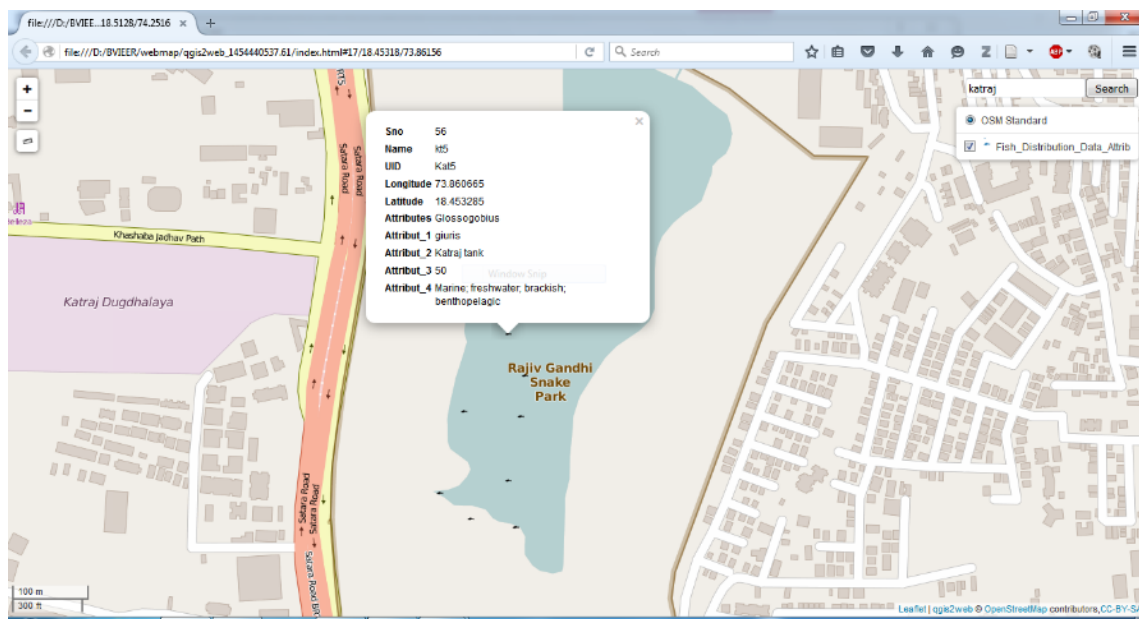 file:///D:/BVIEE...18.5128/74.2516 × +
file:///D:/BVIEER/webmap/qgis2web_1454440537.61/index.html#17/18.45318/73.86156
Search
katraj Search
OSM Standard
Fish_Distribution_Data_Attrib
+
−
Sno 56
Name kt5
UID Kat5
Longitude 73.860665
Latitude 18.453285
Attributes Glossogobius
Attribut_1 giuris
Attribut_2 Katraj tank
Attribut_3 50
Attribut_4 Marine; freshwater; brackish;
benthopelagic
×
Window Snip
RTS
Satara Road
Satara Road
Khashaba Jadhav Path
Katraj Dugdhalaya
Rajiv Gandhi
Snake
Park
Satara Road
Satara Road
Satara Road BR
100 m
300 ft
Leaflet | qgis2web © OpenStreetMap contributors,CC-BY-SA